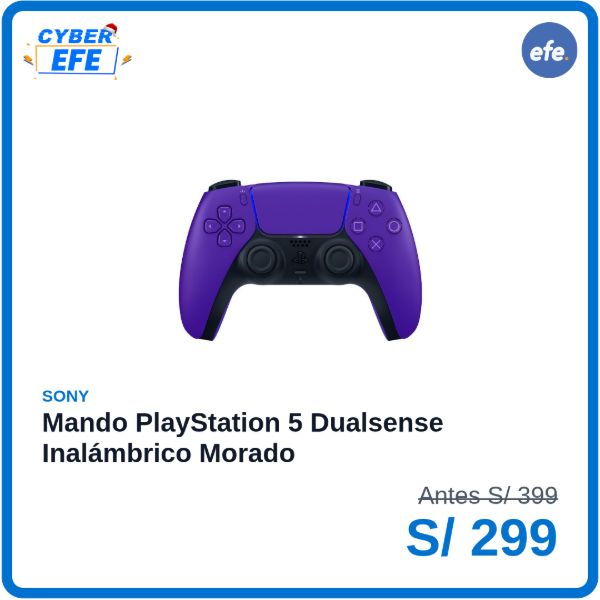 CYBER
EFE
efe.
SONY
Mando PlayStation 5 Dualsense
Inalámbrico Morado
Antes S/ 399
S/ 299